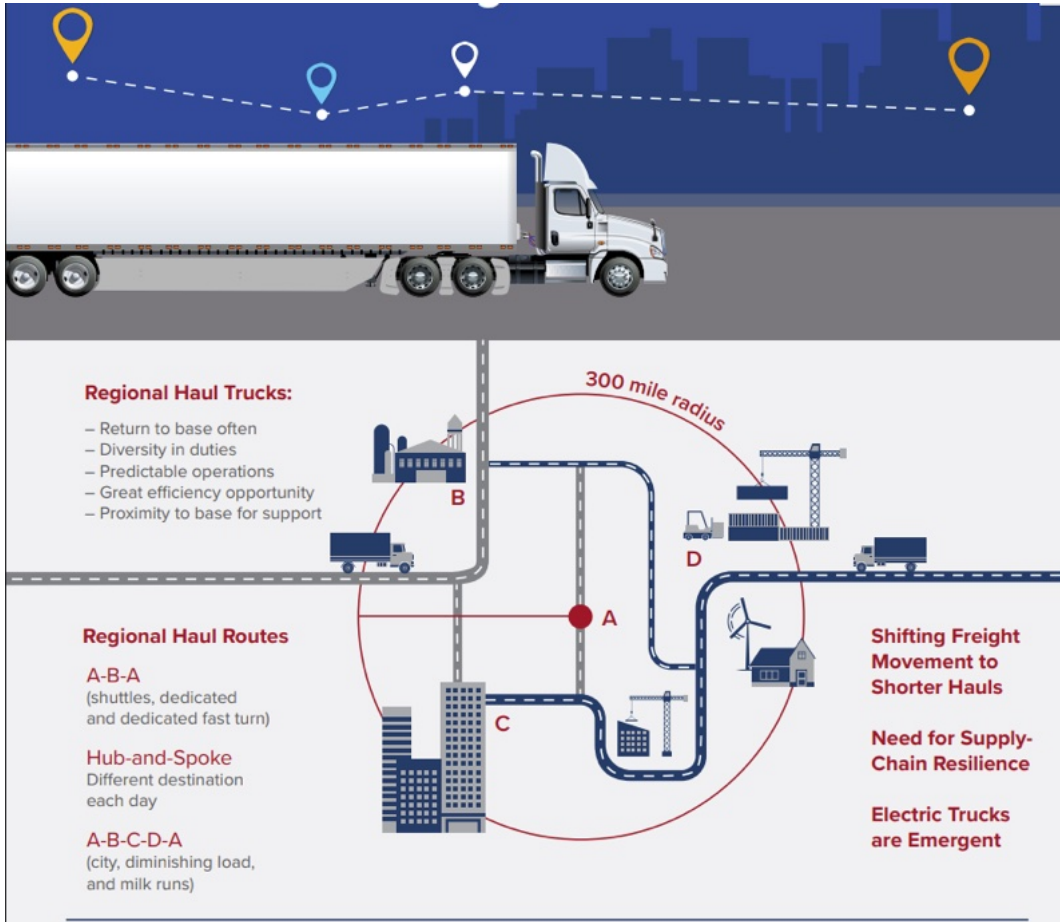 Regional Haul Trucks:
– Return to base often
– Diversity in duties
– Predictable operations
– Great efficiency opportunity
– Proximity to base for support
300 mile radius
B
D
A
C
Regional Haul Routes
A-B-A
(shuttles, dedicated
and dedicated fast turn)
Hub-and-Spoke
Different destination
each day
A-B-C-D-A
(city, diminishing load,
and milk runs)
Shifting Freight
Movement to
Shorter Hauls
Need for Supply-
Chain Resilience
Electric Trucks
are Emergent